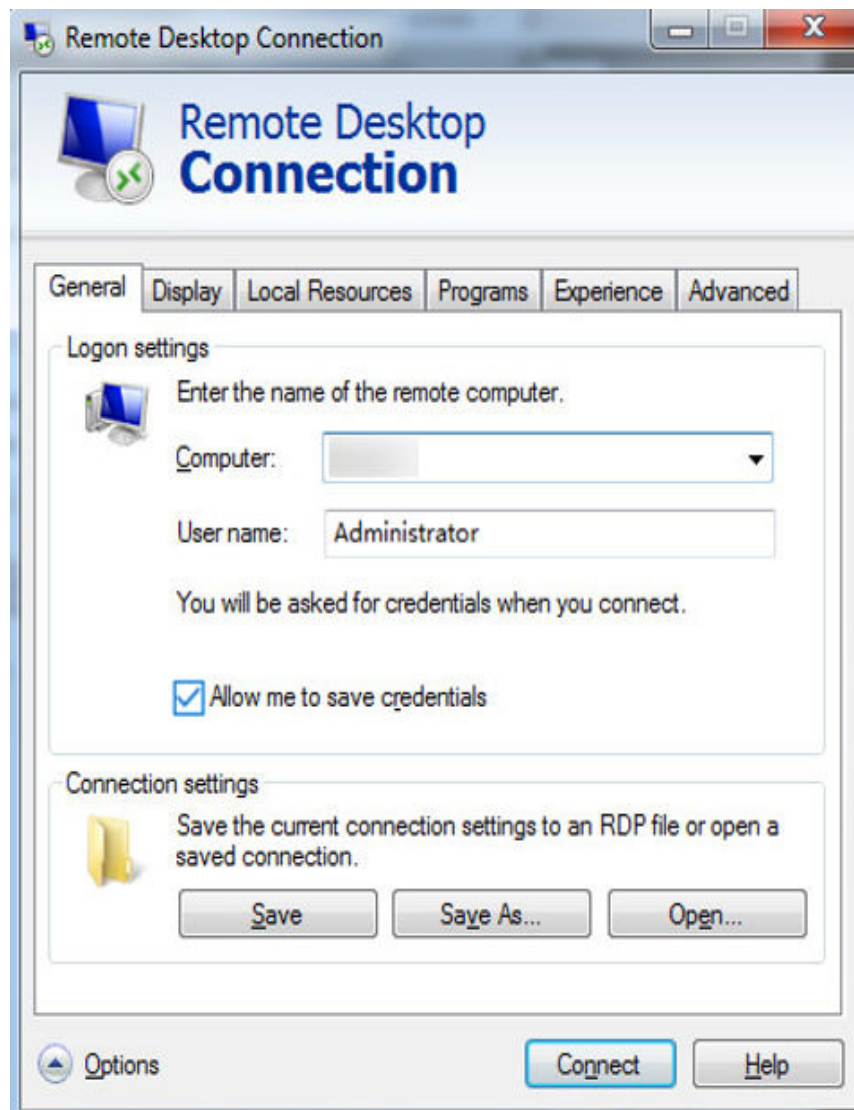 Remote Desktop Connection
Remote Desktop
Connection
General Display Local Resources Programs Experience Advanced
Logon settings
Enter the name of the remote computer.
Computer:
User name: Administrator
You will be asked for credentials when you connect.
Allow me to save credentials
Connection settings
Save the current connection settings to an RDP file or open a
saved connection.
Save Save As... Open...
Options Connect Help